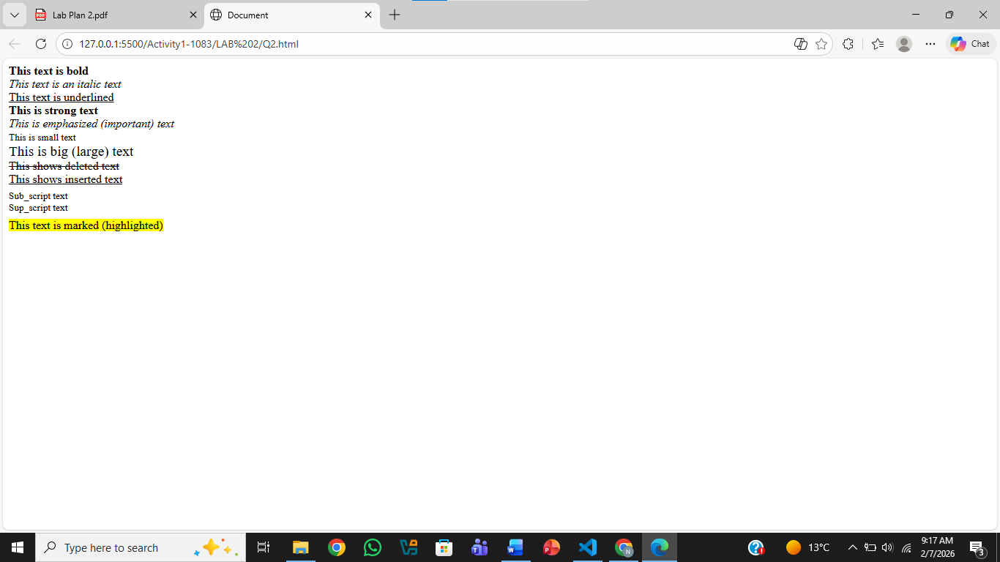 Lab Plan 2.pdf
Document
127.0.0.1:5500/Activity1-1083/LAB%202/Q2.html
Chat
This text is bold
This text is an italic text
This text is underlined
This is strong text
This is emphasized (important) text
This is small text
This is big (large) text
This shows deleted text
This shows inserted text
Sub_script text
Sup_script text
This text is marked (highlighted)
Type here to search
13°C
9:17 AM
2/7/2026
3